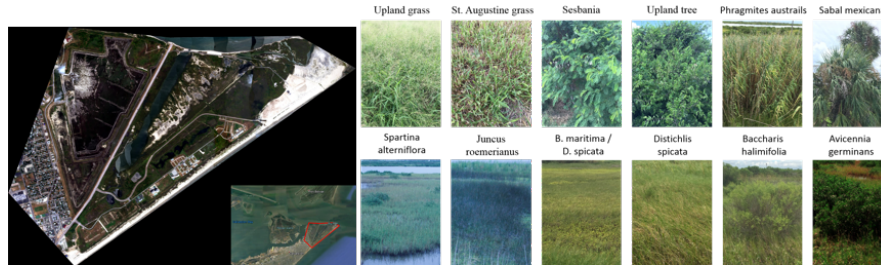 Upland grass
St. Augustine grass
Sesbania
Upland tree
Phragmites australis
Sabal mexican
Spartina
alterniflora
Juncus
roemerianus
B. maritima /
D. spicata
Distichlis
spicata
Baccharis
halimifolia
Avicennia
germinans